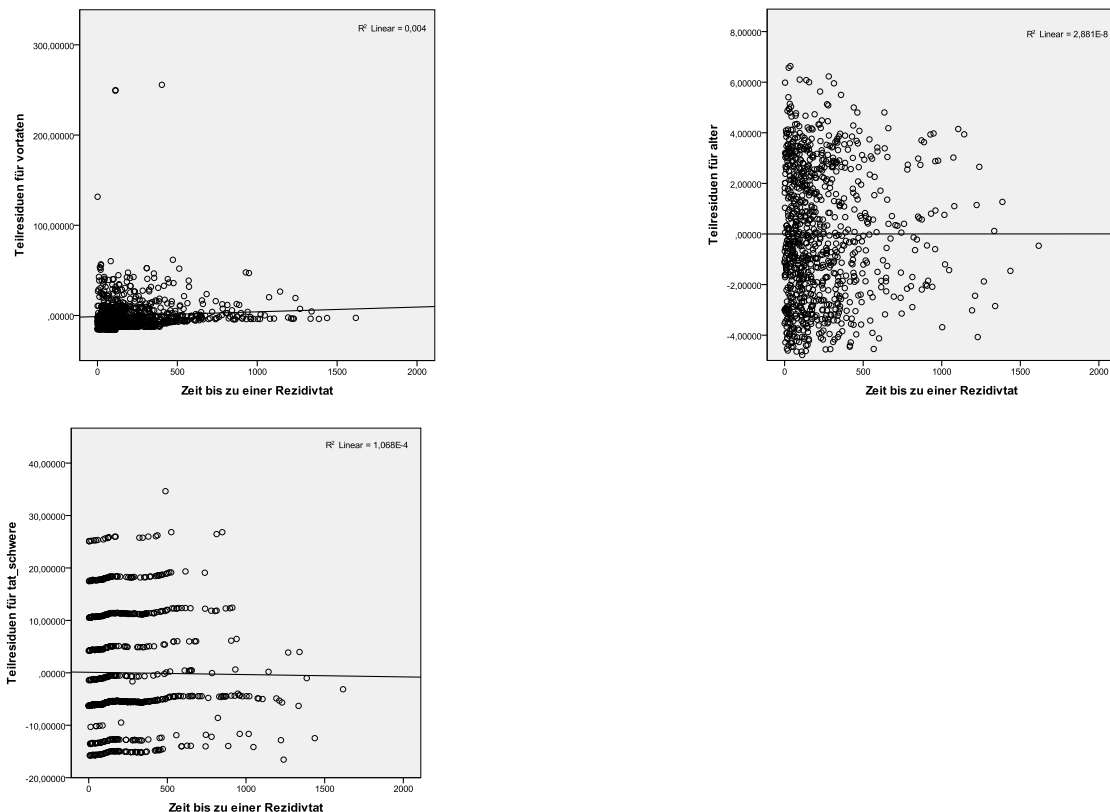 R² Linear = 0,004
300,00000
200,00000
100,00000
,00000
Teilresiduen für vortaten
0 500 1000 1500 2000
Zeit bis zu einer Rezidivtat
R² Linear = 2,881E-8
8,00000
6,00000
4,00000
2,00000
,00000
-2,00000
-4,00000
Teilresiduen für alter
0 500 1000 1500 2000
Zeit bis zu einer Rezidivtat
R² Linear = 1,068E-4
40,00000
30,00000
20,00000
10,00000
,00000
-10,00000
-20,00000
Teilresiduen für tat_schwere
0 500 1000 1500 2000
Zeit bis zu einer Rezidivtat